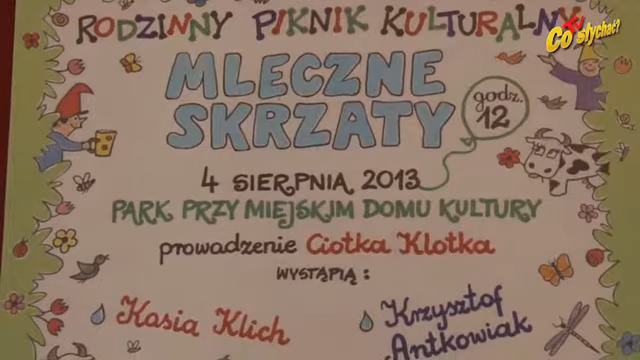 RODZINNY PIKNIK KULTURALNY
TV
Co słychać?
MLECZNE
SKRZATY
godz.
12
4 SIERPNIA 2013
PARK PRZY MIEJSKIM DOMU KULTURY
prowadzenie Ciotka Klotka
WYSTĄPIĄ:
Kasia Klich
Krzysztof
Antkowiak